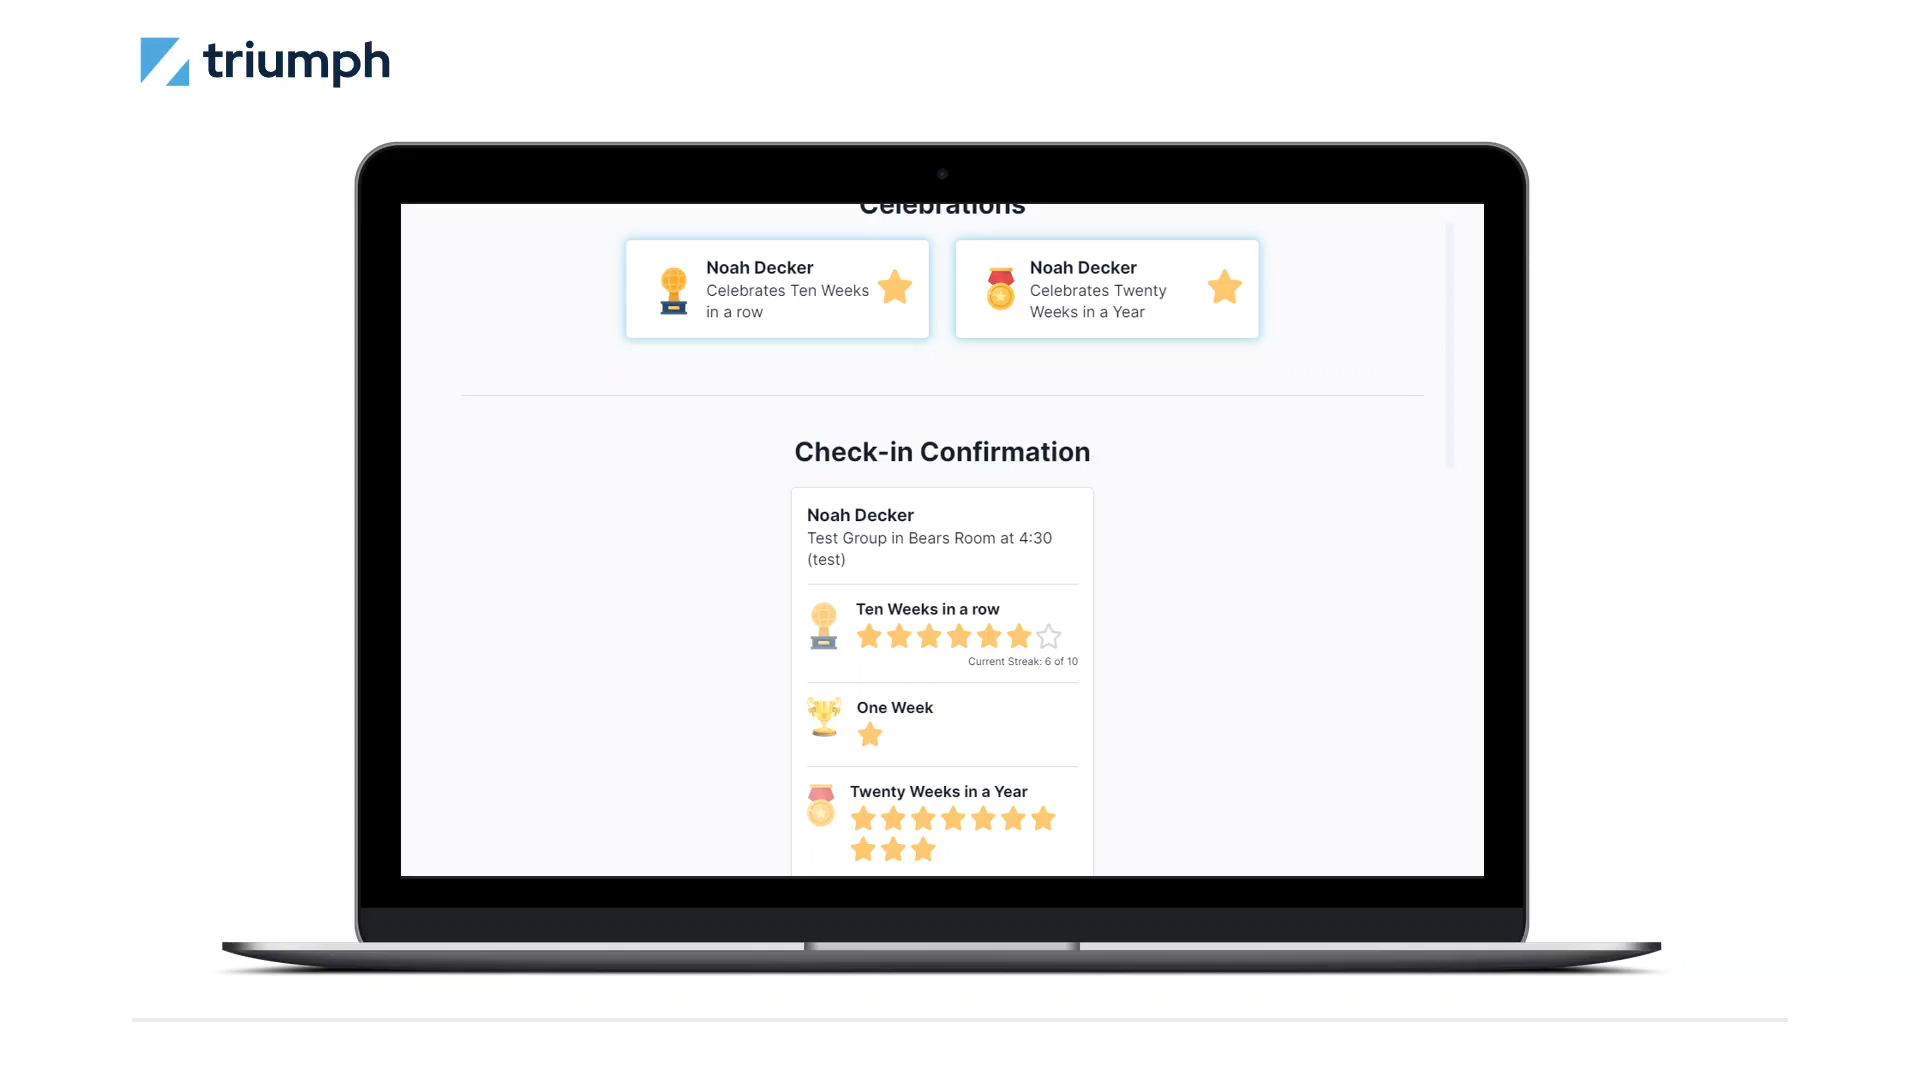 triumph
Celebrations
Noah Decker
Celebrates Ten Weeks
in a row
Noah Decker
Celebrates Twenty
Weeks in a Year
Check-in Confirmation
Noah Decker
Test Group in Bears Room at 4:30
(test)
Ten Weeks in a row
Current Streak: 6 of 10
One Week
Twenty Weeks in a Year